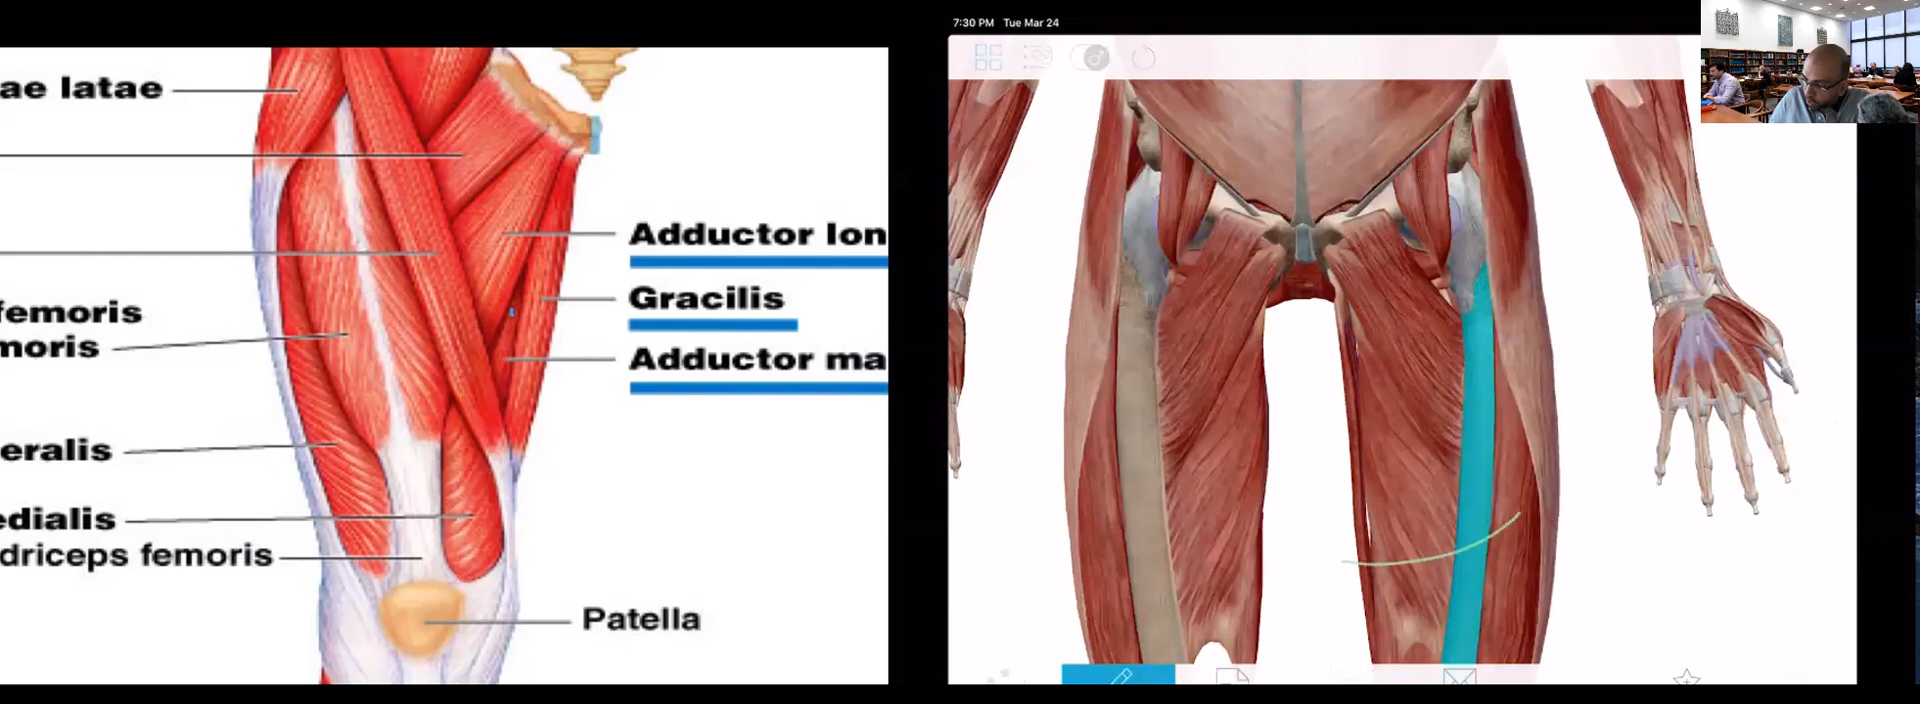 7:30 PM Tue Mar 24
ae latae
Adductor lon
Gracilis
femoris
moris
Adductor ma
eralis
edialis
driceps femoris
Patella